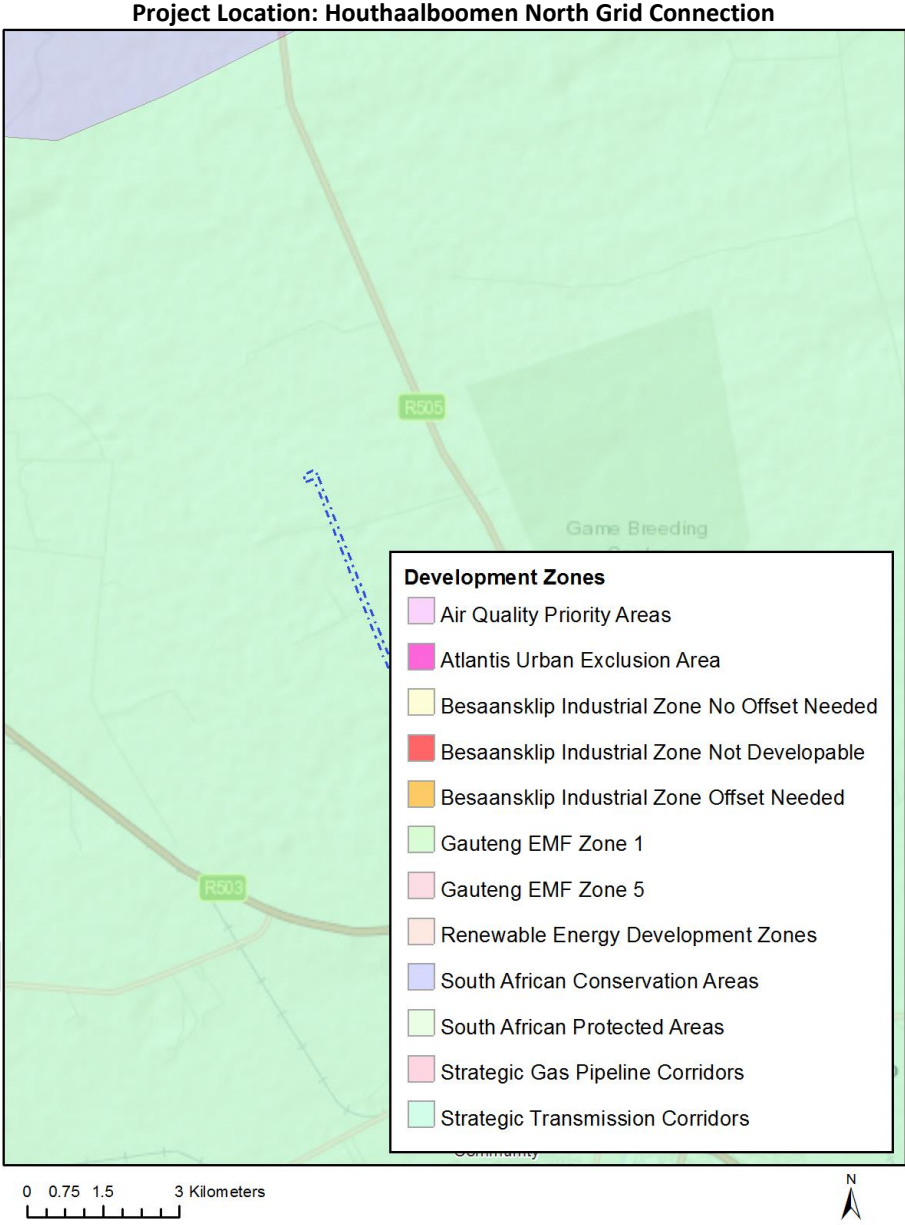 Project Location: Houthaalboomen North Grid Connection
R505
Game Breeding
Development Zones
Air Quality Priority Areas
Atlantis Urban Exclusion Area
Besaansklip Industrial Zone No Offset Needed
Besaansklip Industrial Zone Not Developable
Besaansklip Industrial Zone Offset Needed
Gauteng EMF Zone 1
Gauteng EMF Zone 5
R503
Renewable Energy Development Zones
South African Conservation Areas
South African Protected Areas
Strategic Gas Pipeline Corridors
Strategic Transmission Corridors
0 0.75 1.5 3 Kilometers
N